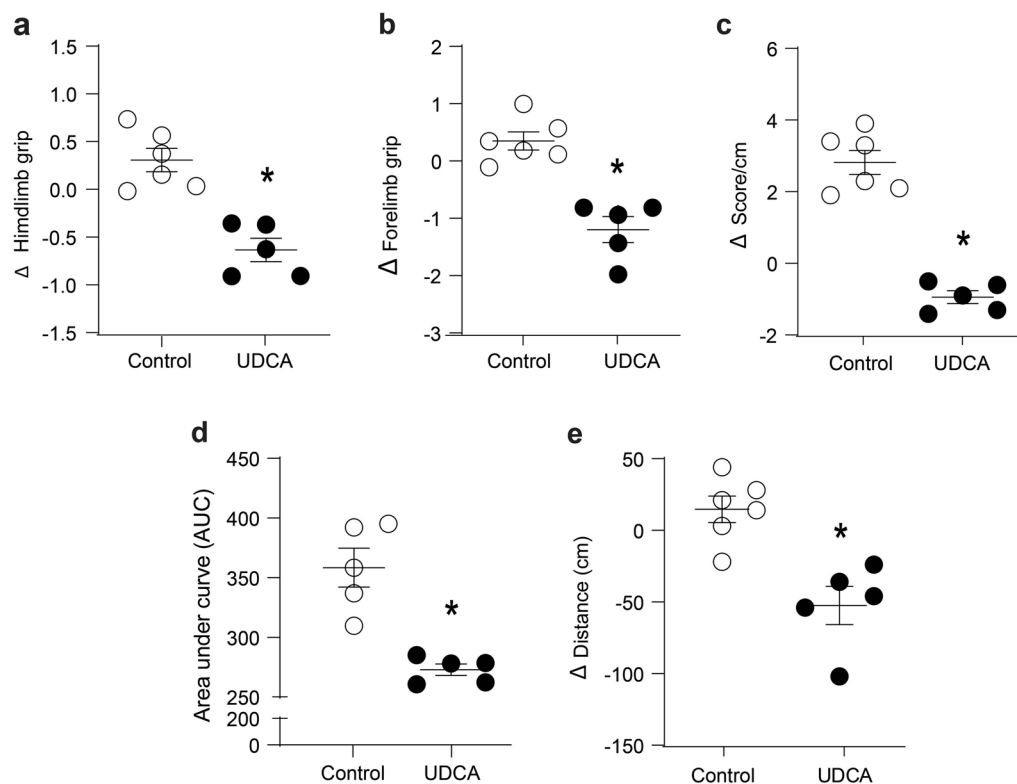 a
b
c
1.5
1.0
0.5
0.0
-0.5
-1.0
-1.5
Δ Himdlimb grip
*
Control
UDCA
2
1
0
-1
-2
-3
Δ Forelimb grip
*
Control
UDCA
6
4
2
0
-2
Δ Score/cm
*
Control
UDCA
d
e
450
400
350
300
250
200
0
Area under curve (AUC)
*
Control
UDCA
50
0
-50
-100
-150
Δ Distance (cm)
*
Control
UDCA